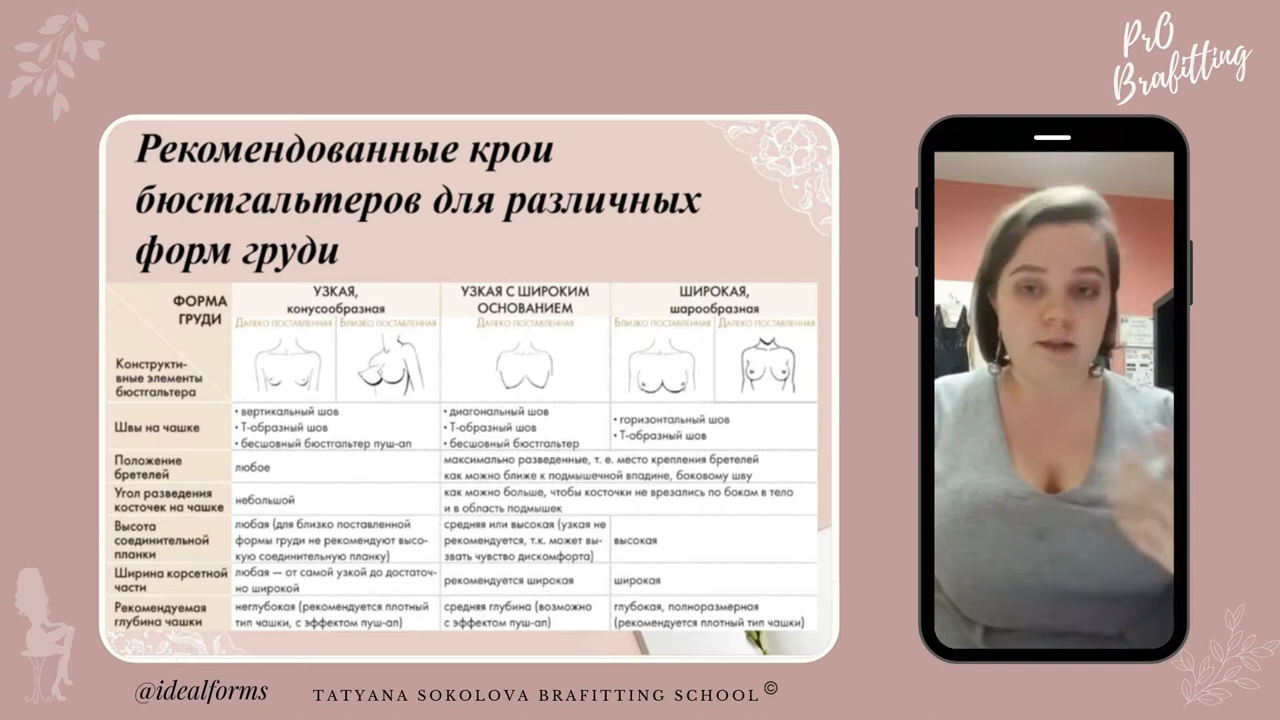 PrO
Brafitting
Рекомендованные крои
бюстгальтеров для различных
форм груди
ФОРМА
ГРУДИ
Конструкти-
вные элементы
бюстгальтера
УЗКАЯ,
конусообразная
Далеко поставленная
Близко поставленная
УЗКАЯ С ШИРОКИМ
ОСНОВАНИЕМ
Далеко поставленная
ШИРОКАЯ,
шарообразная
Близко поставленная
Далеко поставленная
Швы на чашке
• вертикальный шов
• Т-образный шов
• бесшовный бюстгальтер пуш-ап
• диагональный шов
• Т-образный шов
• бесшовный бюстгальтер
• горизонтальный шов
• Т-образный шов
Положение
бретелей
любое
максимально разведенные, т. е. место крепления бретелей
как можно ближе к подмышечной впадине, боковому шву
Угол разведения
косточек на чашке
небольшой
как можно больше, чтобы косточки не врезались по бокам в тело
и в область подмышек
Высота
соединительной
планки
любая (для близко поставленной
формы груди не рекомендуют высо-
кую соединительную планку)
средняя или высокая (узкая не
рекомендуется, т.к. может вы-
звать чувство дискомфорта)
высокая
Ширина корсетной
части
любая — от самой узкой до достаточ-
но широкой
рекомендуется широкая
широкая
Рекомендуемая
глубина чашки
неглубокая (рекомендуется плотный
тип чашки, с эффектом пуш-ап)
средняя глубина (возможно
с эффектом пуш-ап)
глубокая, полноразмерная
(рекомендуется плотный тип чашки)
@idealforms
TATYANA SOKOLOVA BRAFITTING SCHOOL©